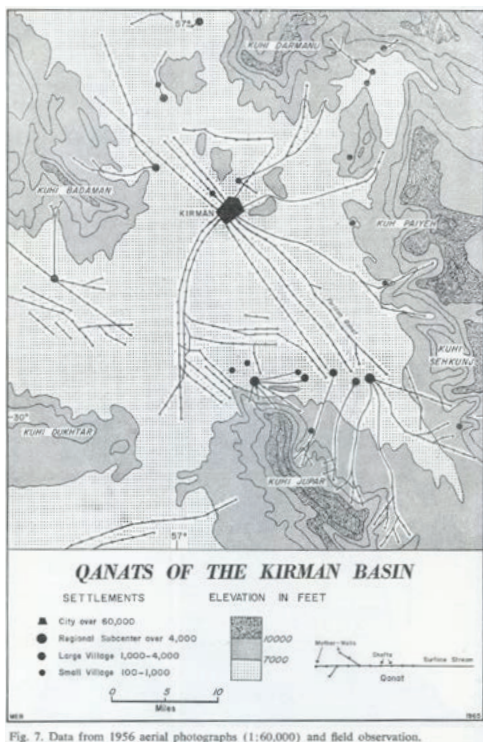 57°
KUHI DARMANU
KUHI BADAMAN
KIRMAN
KUH PAIYEH
KUHI SEHKUNJ
30°
KUHI DUKHTAR
KUHI JUPAR
57°
QANATS OF THE KIRMAN BASIN
SETTLEMENTS
ELEVATION IN FEET
City over 60,000
Regional Subcenter over 4,000
Large Village 1,000-4,000
Small Village 100-1,000
10000
7000
Mother-Wells
Shafts
Surface Stream
Qanat
0 5 10
Miles
1965
Fig. 7. Data from 1956 aerial photographs (1:60,000) and field observation.